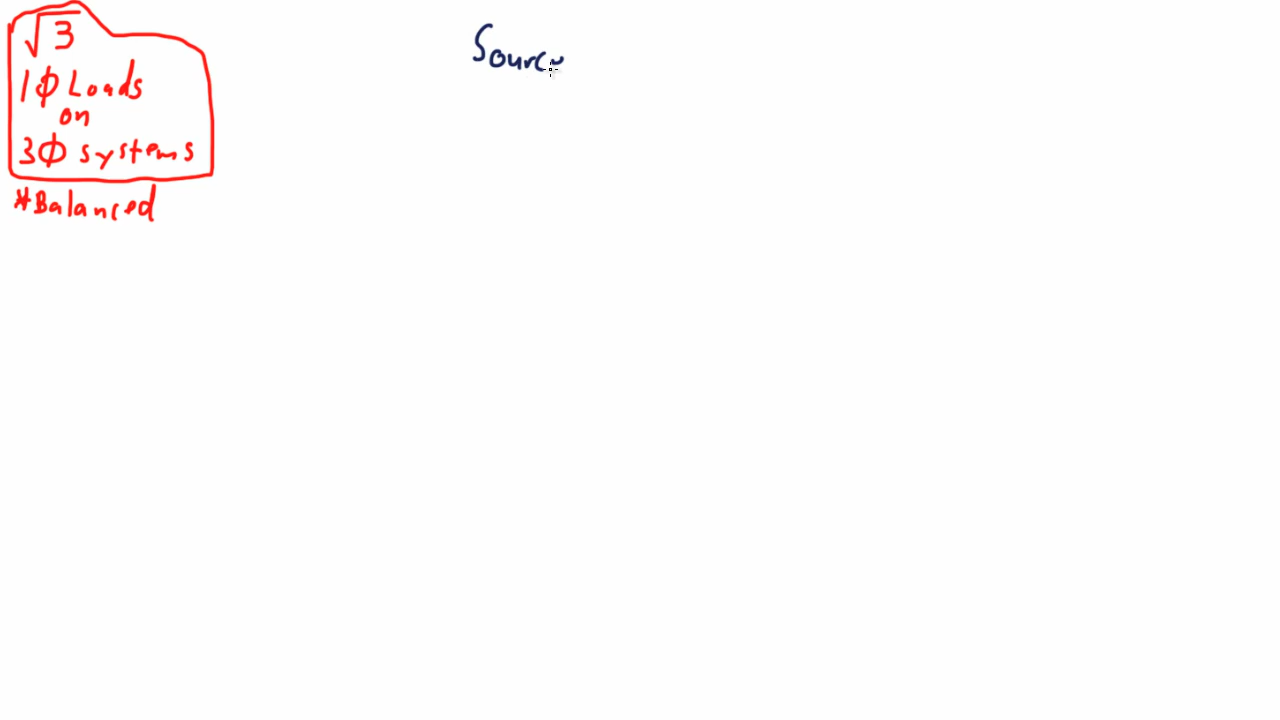 √3
1Φ Loads
on
3Φ systems
*Balanced
Source